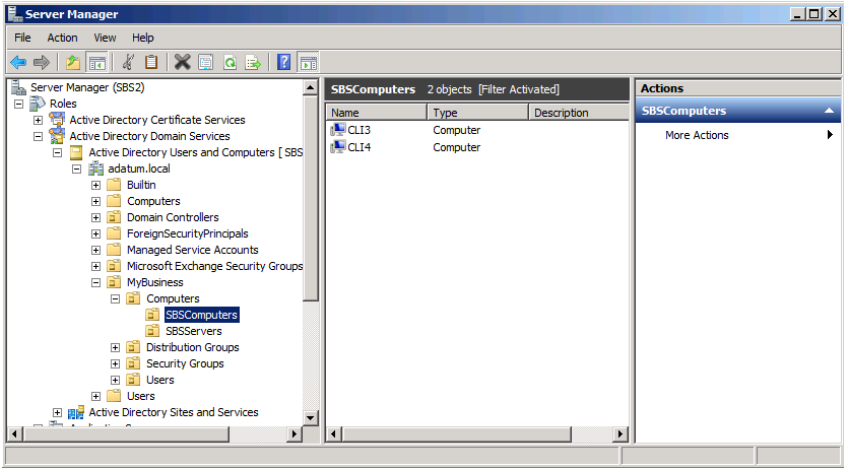 Server Manager
File Action View Help
Server Manager (SBS2)
Roles
Active Directory Certificate Services
Active Directory Domain Services
Active Directory Users and Computers [ SBS
adatum.local
Builtin
Computers
Domain Controllers
ForeignSecurityPrincipals
Managed Service Accounts
Microsoft Exchange Security Groups
MyBusiness
Computers
SBSComputers
SBSServers
Distribution Groups
Security Groups
Users
Users
Active Directory Sites and Services
SBSComputers 2 objects [Filter Activated]
Name Type Description
CLI3 Computer
CLI4 Computer
Actions
SBSComputers
More Actions